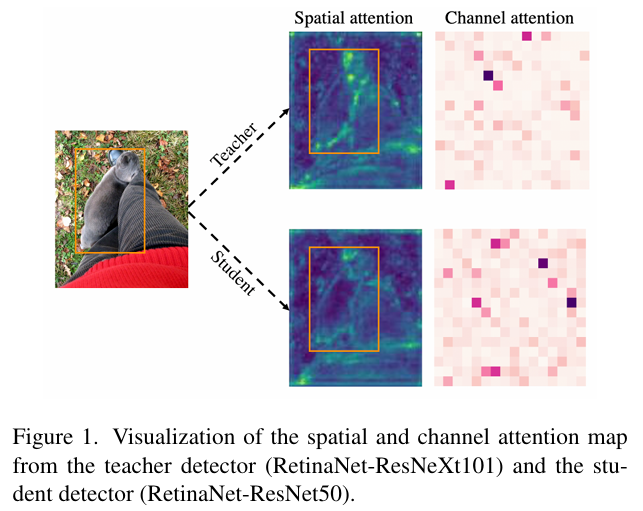 Spatial attention Channel attention
Teacher
Student
Figure 1. Visualization of the spatial and channel attention map
from the teacher detector (RetinaNet-ResNeXt101) and the stu-
dent detector (RetinaNet-ResNet50).